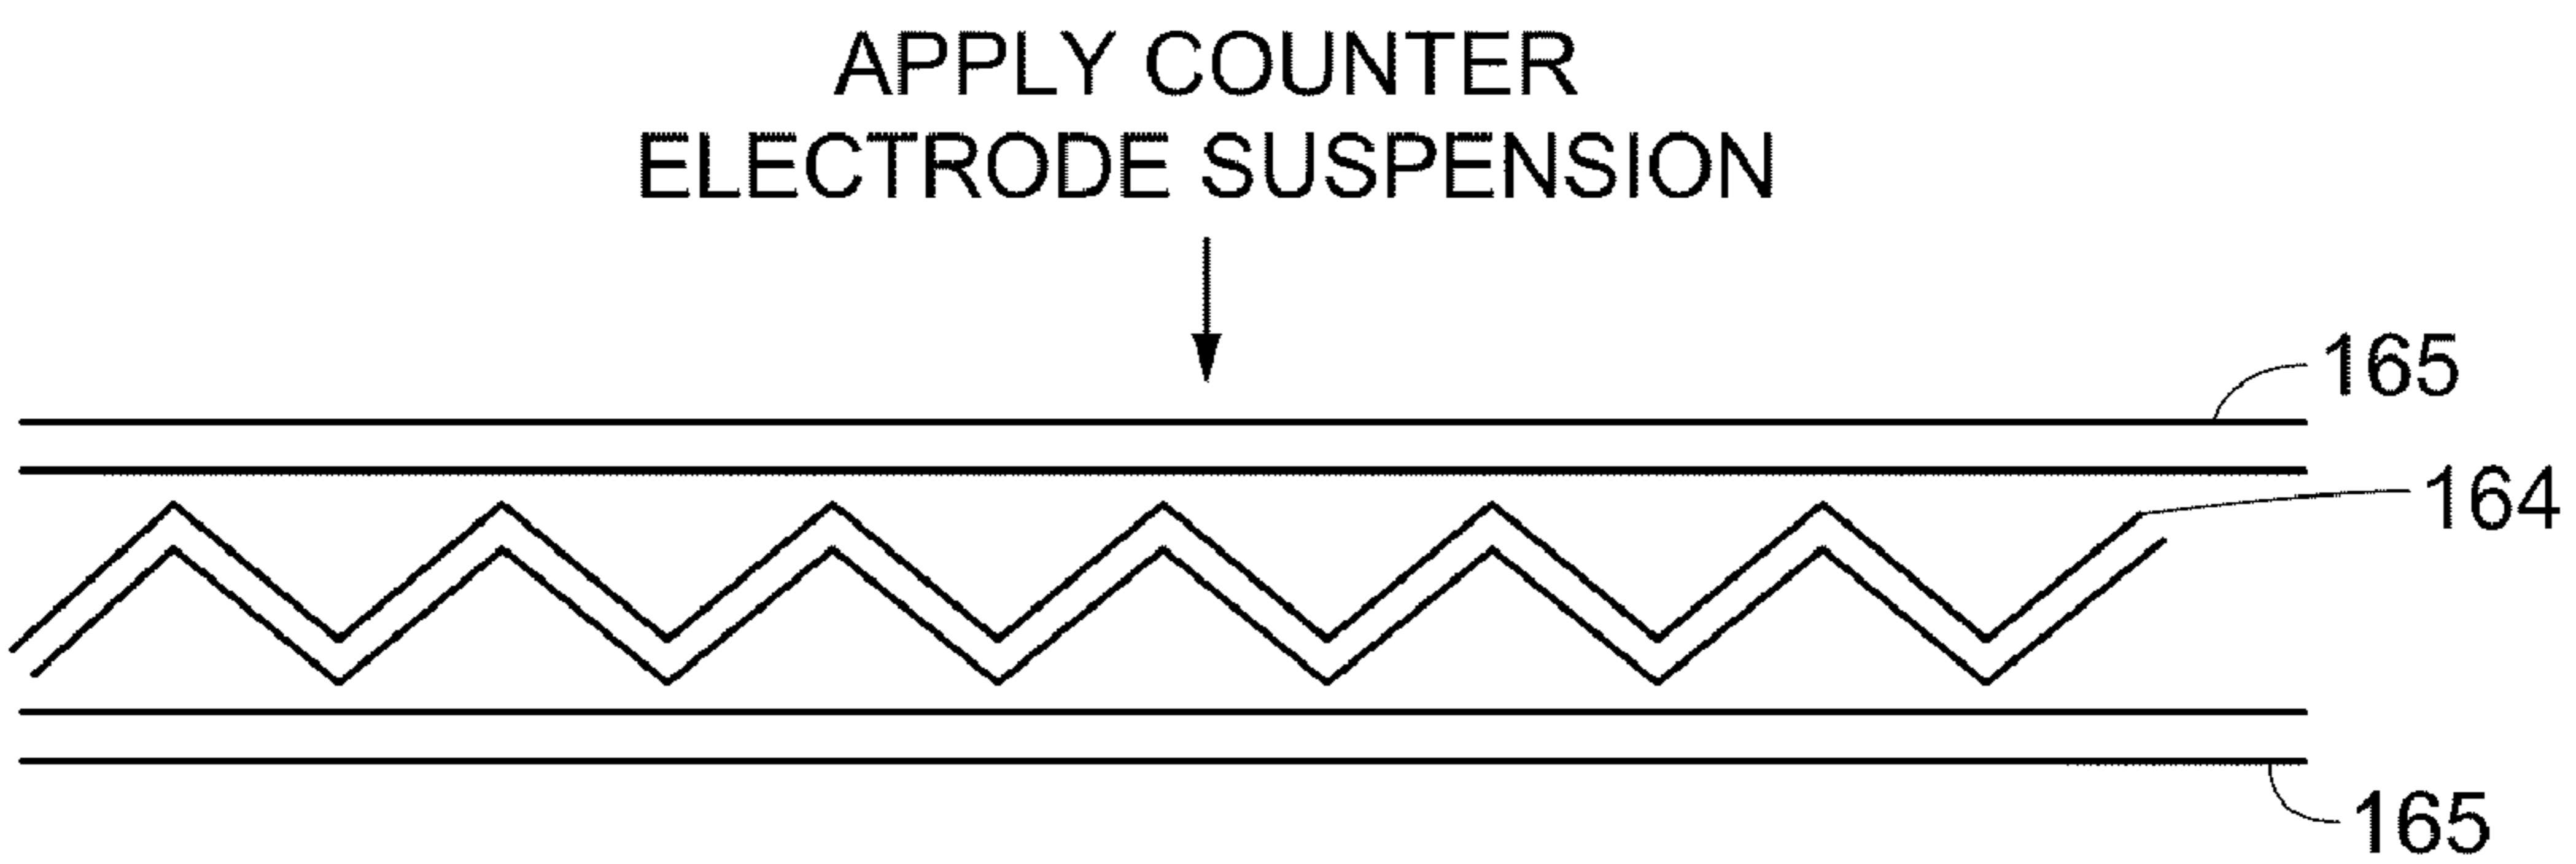 APPLY COUNTER
ELECTRODE SUSPENSION
165
164
165